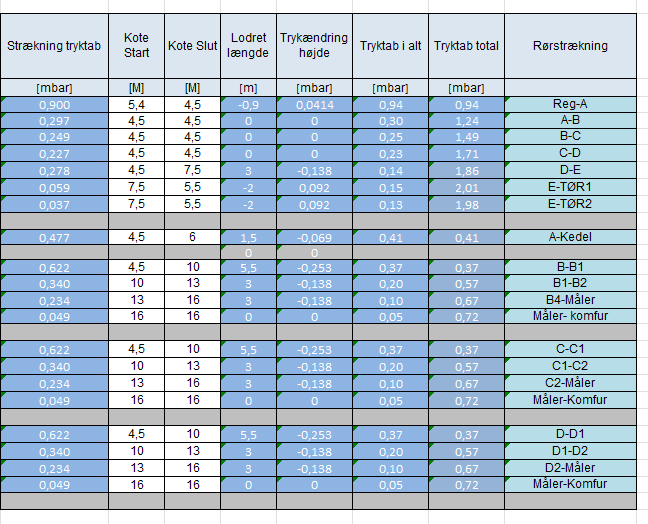 Strækning tryktab | Kote Start | Kote Slut | Lodret længde | Trykændring højde | Tryktab i alt | Tryktab total | Rørstrækning
[mbar] | [M] | [M] | [m] | [mbar] | [mbar] | [mbar]
0,900 | 5,4 | 4,5 | -0,9 | 0,0414 | 0,94 | 0,94 | Reg-A
0,297 | 4,5 | 4,5 | 0 | 0 | 0,30 | 1,24 | A-B
0,249 | 4,5 | 4,5 | 0 | 0 | 0,25 | 1,49 | B-C
0,227 | 4,5 | 4,5 | 0 | 0 | 0,23 | 1,71 | C-D
0,278 | 4,5 | 7,5 | 3 | -0,138 | 0,14 | 1,86 | D-E
0,059 | 7,5 | 5,5 | -2 | 0,092 | 0,15 | 2,01 | E-TØR1
0,037 | 7,5 | 5,5 | -2 | 0,092 | 0,13 | 1,98 | E-TØR2
0,477 | 4,5 | 6 | 1,5 | -0,069 | 0,41 | 0,41 | A-Kedel
0 | 0
0,622 | 4,5 | 10 | 5,5 | -0,253 | 0,37 | 0,37 | B-B1
0,340 | 10 | 13 | 3 | -0,138 | 0,20 | 0,57 | B1-B2
0,234 | 13 | 16 | 3 | -0,138 | 0,10 | 0,67 | B4-Måler
0,049 | 16 | 16 | 0 | 0 | 0,05 | 0,72 | Måler- komfur
0,622 | 4,5 | 10 | 5,5 | -0,253 | 0,37 | 0,37 | C-C1
0,340 | 10 | 13 | 3 | -0,138 | 0,20 | 0,57 | C1-C2
0,234 | 13 | 16 | 3 | -0,138 | 0,10 | 0,67 | C2-Måler
0,049 | 16 | 16 | 0 | 0 | 0,05 | 0,72 | Måler-Komfur
0,622 | 4,5 | 10 | 5,5 | -0,253 | 0,37 | 0,37 | D-D1
0,340 | 10 | 13 | 3 | -0,138 | 0,20 | 0,57 | D1-D2
0,234 | 13 | 16 | 3 | -0,138 | 0,10 | 0,67 | D2-Måler
0,049 | 16 | 16 | 0 | 0 | 0,05 | 0,72 | Måler-Komfur